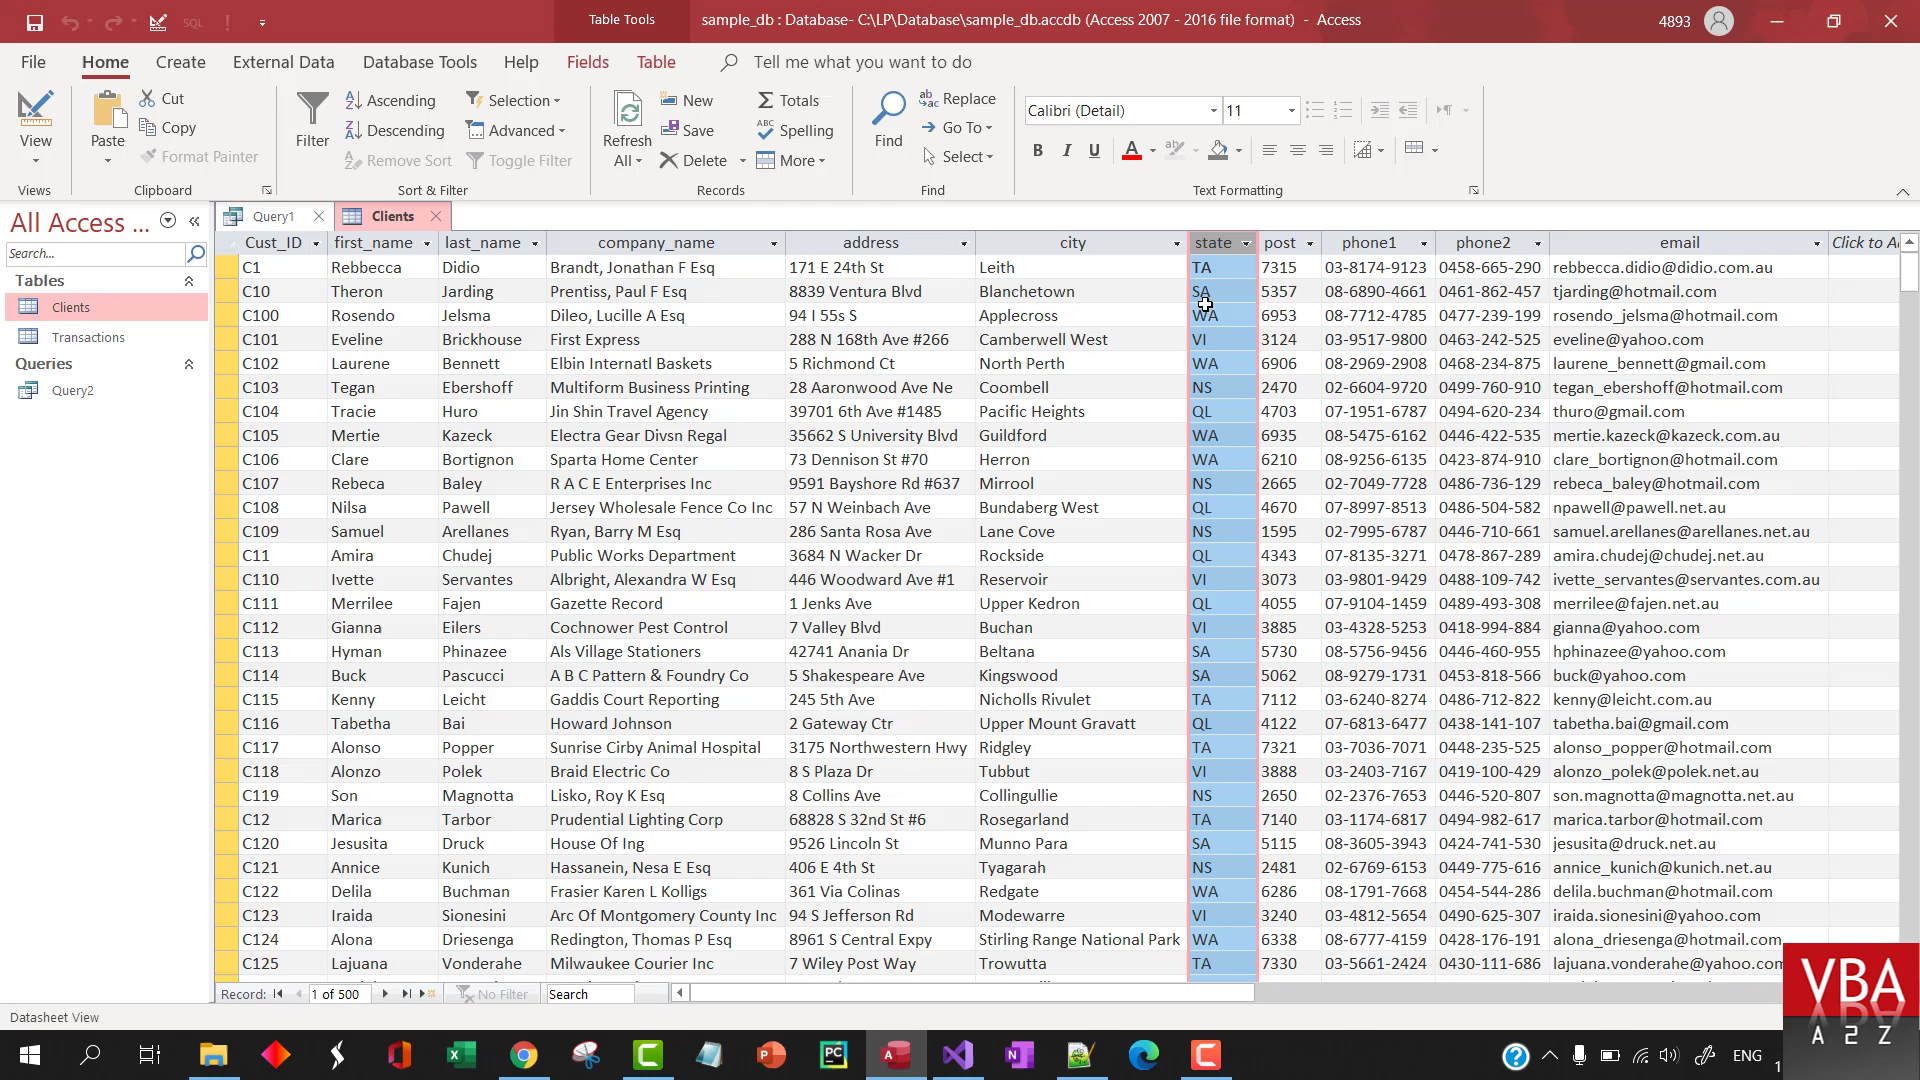 SQL
Table Tools
sample_db : Database- C:\LP\Database\sample_db.accdb (Access 2007 - 2016 file format) - Access
4893
File Home Create External Data Database Tools Help Fields Table Tell me what you want to do
View
Views
Paste
Cut
Copy
Format Painter
Clipboard
Filter
Ascending
Descending
Remove Sort
Selection
Advanced
Toggle Filter
Sort & Filter
Refresh
All
New
Save
Delete
Totals
Spelling
More
Records
Find
Replace
Go To
Select
Find
Calibri (Detail) 11
B I U A
Text Formatting
All Access ...
Search...
Tables
Clients
Transactions
Queries
Query2
Query1 Clients
Cust_ID first_name last_name company_name address city state post phone1 phone2 email Click to A
C1 Rebbecca Didio Brandt, Jonathan F Esq 171 E 24th St Leith TA 7315 03-8174-9123 0458-665-290 rebbecca.didio@didio.com.au
C10 Theron Jarding Prentiss, Paul F Esq 8839 Ventura Blvd Blanchetown SA 5357 08-6890-4661 0461-862-457 tjarding@hotmail.com
C100 Rosendo Jelsma Dileo, Lucille A Esq 94 I 55s S Applecross WA 6953 08-7712-4785 0477-239-199 rosendo_jelsma@hotmail.com
C101 Eveline Brickhouse First Express 288 N 168th Ave #266 Camberwell West VI 3124 03-9517-9800 0463-242-525 eveline@yahoo.com
C102 Laurene Bennett Elbin Internatl Baskets 5 Richmond Ct North Perth WA 6906 08-2969-2908 0468-234-875 laurene_bennett@gmail.com
C103 Tegan Ebershoff Multiform Business Printing 28 Aaronwood Ave Ne Coombell NS 2470 02-6604-9720 0499-760-910 tegan_ebershoff@hotmail.com
C104 Tracie Huro Jin Shin Travel Agency 39701 6th Ave #1485 Pacific Heights QL 4703 07-1951-6787 0494-620-234 thuro@gmail.com
C105 Mertie Kazeck Electra Gear Divsn Regal 35662 S University Blvd Guildford WA 6935 08-5475-6162 0446-422-535 mertie.kazeck@kazeck.com.au
C106 Clare Bortignon Sparta Home Center 73 Dennison St #70 Herron WA 6210 08-9256-6135 0423-874-910 clare_bortignon@hotmail.com
C107 Rebeca Baley R A C E Enterprises Inc 9591 Bayshore Rd #637 Mirrool NS 2665 02-7049-7728 0486-736-129 rebeca_baley@hotmail.com
C108 Nilsa Pawell Jersey Wholesale Fence Co Inc 57 N Weinbach Ave Bundaberg West QL 4670 07-8997-8513 0486-504-582 npawell@pawell.net.au
C109 Samuel Arellanes Ryan, Barry M Esq 286 Santa Rosa Ave Lane Cove NS 1595 02-7995-6787 0446-710-661 samuel.arellanes@arellanes.net.au
C11 Amira Chudej Public Works Department 3684 N Wacker Dr Rockside QL 4343 07-8135-3271 0478-867-289 amira.chudej@chudej.net.au
C110 Ivette Servantes Albright, Alexandra W Esq 446 Woodward Ave #1 Reservoir VI 3073 03-9801-9429 0488-109-742 ivette_servantes@servantes.com.au
C111 Merrilee Fajen Gazette Record 1 Jenks Ave Upper Kedron QL 4055 07-9104-1459 0489-493-308 merrilee@fajen.net.au
C112 Gianna Eilers Cochnower Pest Control 7 Valley Blvd Buchan VI 3885 03-4328-5253 0418-994-884 gianna@yahoo.com
C113 Hyman Phinazee Als Village Stationers 42741 Anania Dr Beltana SA 5730 08-5756-9456 0446-460-955 hphinazee@yahoo.com
C114 Buck Pascucci A B C Pattern & Foundry Co 5 Shakespeare Ave Kingswood SA 5062 08-9279-1731 0453-818-566 buck@yahoo.com
C115 Kenny Leicht Gaddis Court Reporting 245 5th Ave Nicholls Rivulet TA 7112 03-6240-8274 0486-712-822 kenny@leicht.com.au
C116 Tabetha Bai Howard Johnson 2 Gateway Ctr Upper Mount Gravatt QL 4122 07-6813-6477 0438-141-107 tabetha.bai@gmail.com
C117 Alonso Popper Sunrise Cirby Animal Hospital 3175 Northwestern Hwy Ridgley TA 7321 03-7036-7071 0448-235-525 alonso_popper@hotmail.com
C118 Alonzo Polek Braid Electric Co 8 S Plaza Dr Tubbut VI 3888 03-2403-7167 0419-100-429 alonzo_polek@polek.net.au
C119 Son Magnotta Lisko, Roy K Esq 8 Collins Ave Collingullie NS 2650 02-2376-7653 0446-520-807 son.magnotta@magnotta.net.au
C12 Marica Tarbor Prudential Lighting Corp 68828 S 32nd St #6 Rosegarland TA 7140 03-1174-6817 0494-982-617 marica.tarbor@hotmail.com
C120 Jesusita Druck House Of Ing 9526 Lincoln St Munno Para SA 5115 08-3605-3943 0424-741-530 jesusita@druck.net.au
C121 Annice Kunich Hassanein, Nesa E Esq 406 E 4th St Tyagarah NS 2481 02-6769-6153 0449-775-616 annice_kunich@kunich.net.au
C122 Delila Buchman Frasier Karen L Kolligs 361 Via Colinas Redgate WA 6286 08-1791-7668 0454-544-286 delila.buchman@hotmail.com
C123 Iraida Sionesini Arc Of Montgomery County Inc 94 S Jefferson Rd Modewarre VI 3240 03-4812-5654 0490-625-307 iraida.sionesini@yahoo.com
C124 Alona Driesenga Redington, Thomas P Esq 8961 S Central Expy Stirling Range National Park WA 6338 08-6777-4159 0428-176-191 alona_driesenga@hotmail.com
C125 Lajuana Vonderahe Milwaukee Courier Inc 7 Wiley Post Way Trowutta TA 7330 03-5661-2424 0430-111-686 lajuana.vonderahe@yahoo.com
Record: 1 of 500 No Filter Search
Datasheet View
VBA
A 2 Z
ENG